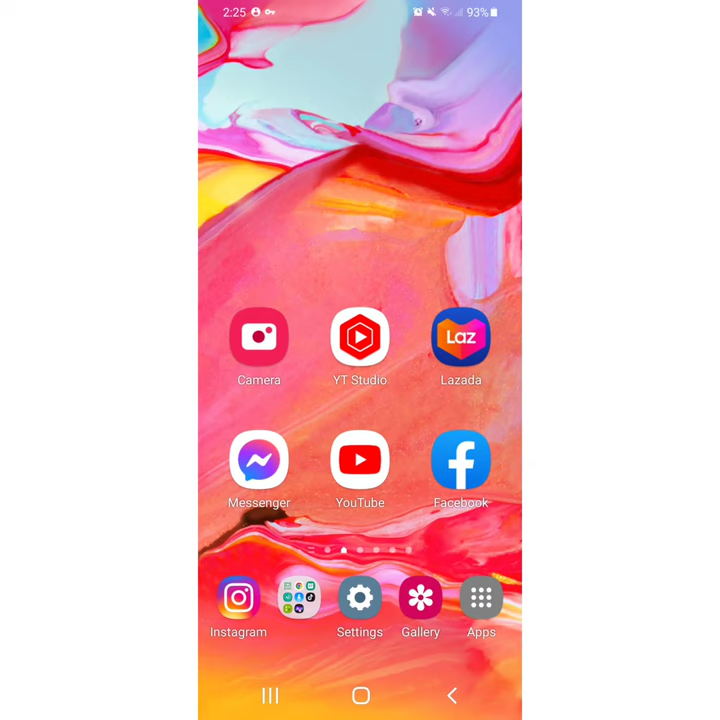 2:25
93%
Laz
Camera
YT Studio
Lazada
Messenger
YouTube
Facebook
Instagram
Settings
Gallery
Apps